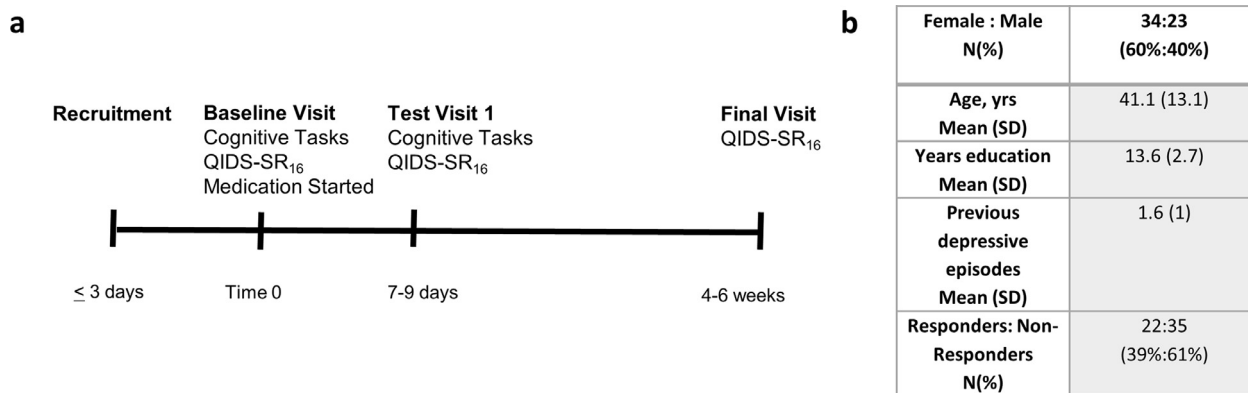 a
Recruitment
≤ 3 days
Baseline Visit
Cognitive Tasks
QIDS-SR₁₆
Medication Started
Time 0
Test Visit 1
Cognitive Tasks
QIDS-SR₁₆
7-9 days
Final Visit
QIDS-SR₁₆
4-6 weeks
b
Female : Male
N(%)
34:23
(60%:40%)
Age, yrs
Mean (SD)
41.1 (13.1)
Years education
Mean (SD)
13.6 (2.7)
Previous
depressive
episodes
Mean (SD)
1.6 (1)
Responders: Non-
Responders
N(%)
22:35
(39%:61%)